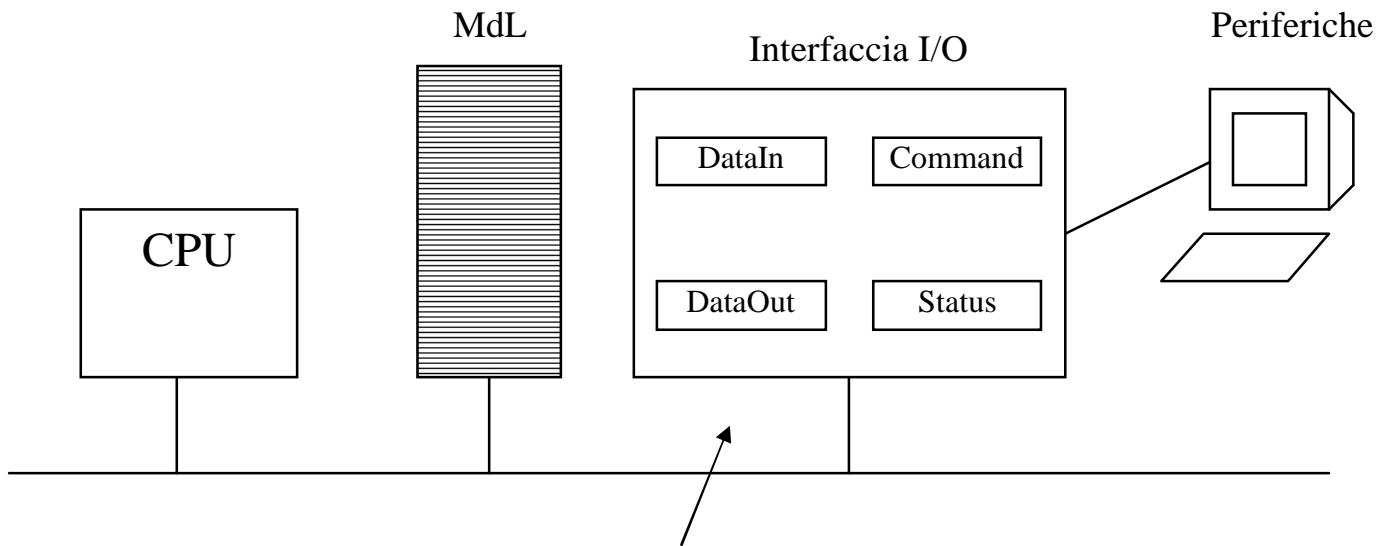 MdL
Periferiche
Interfaccia I/O
DataIn
Command
CPU
DataOut
Status